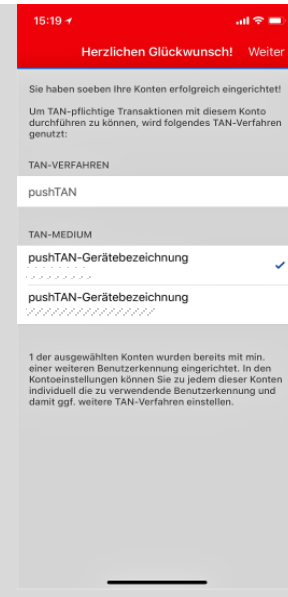 15:19
Herzlichen Glückwunsch! Weiter
Sie haben soeben Ihre Konten erfolgreich eingerichtet!
Um TAN-pflichtige Transaktionen mit diesem Konto
durchführen zu können, wird folgendes TAN-Verfahren
genutzt:
TAN-VERFAHREN
pushTAN
TAN-MEDIUM
pushTAN-Gerätebezeichnung
pushTAN-Gerätebezeichnung
1 der ausgewählten Konten wurden bereits mit min.
einer weiteren Benutzerkennung eingerichtet. In den
Kontoeinstellungen können Sie zu jedem dieser Konten
individuell die zu verwendende Benutzerkennung und
damit ggf. weitere TAN-Verfahren einstellen.